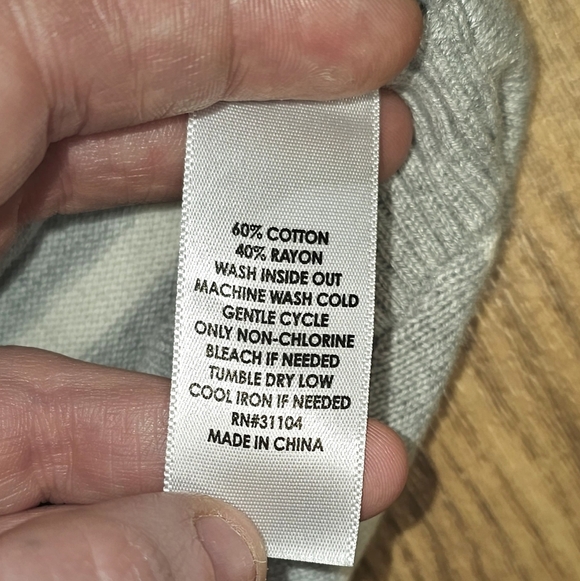 60% COTTON
40% RAYON
WASH INSIDE OUT
MACHINE WASH COLD
GENTLE CYCLE
ONLY NON-CHLORINE
BLEACH IF NEEDED
TUMBLE DRY LOW
COOL IRON IF NEEDED
RN#31104
MADE IN CHINA